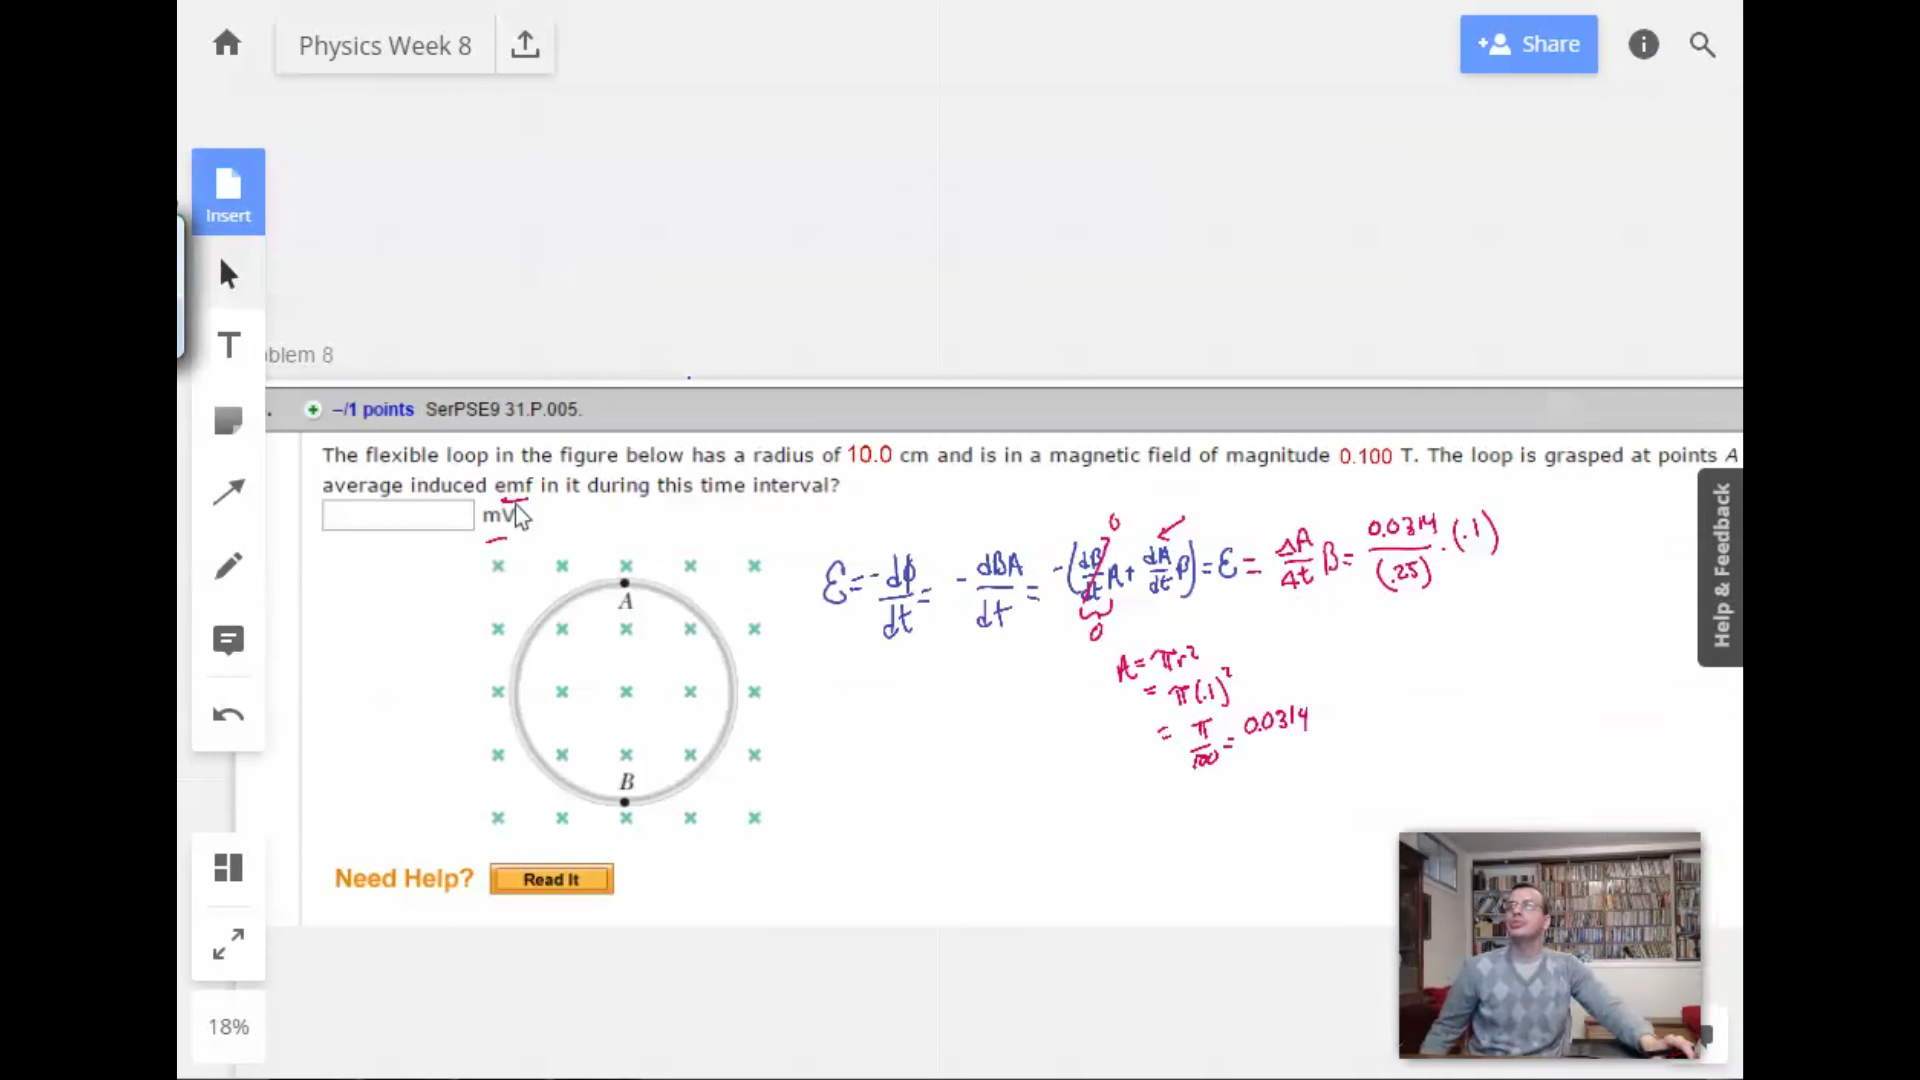 Physics Week 8
Share
Insert
T
blem 8
. –/1 points SerPSE9 31.P.005.
The flexible loop in the figure below has a radius of 10.0 cm and is in a magnetic field of magnitude 0.100 T. The loop is grasped at points A
average induced emf in it during this time interval?
mV
A
B
ε = -dϕ/dt = -dBA/dt = -(dB/dt A + dA/dt B) = ε = ΔA/Δt B = 0.0314/(.25) · (.1)
0
0
A = πr²
= π(.1)²
= π/100 = 0.0314
Need Help? Read It
Help & Feedback
18%